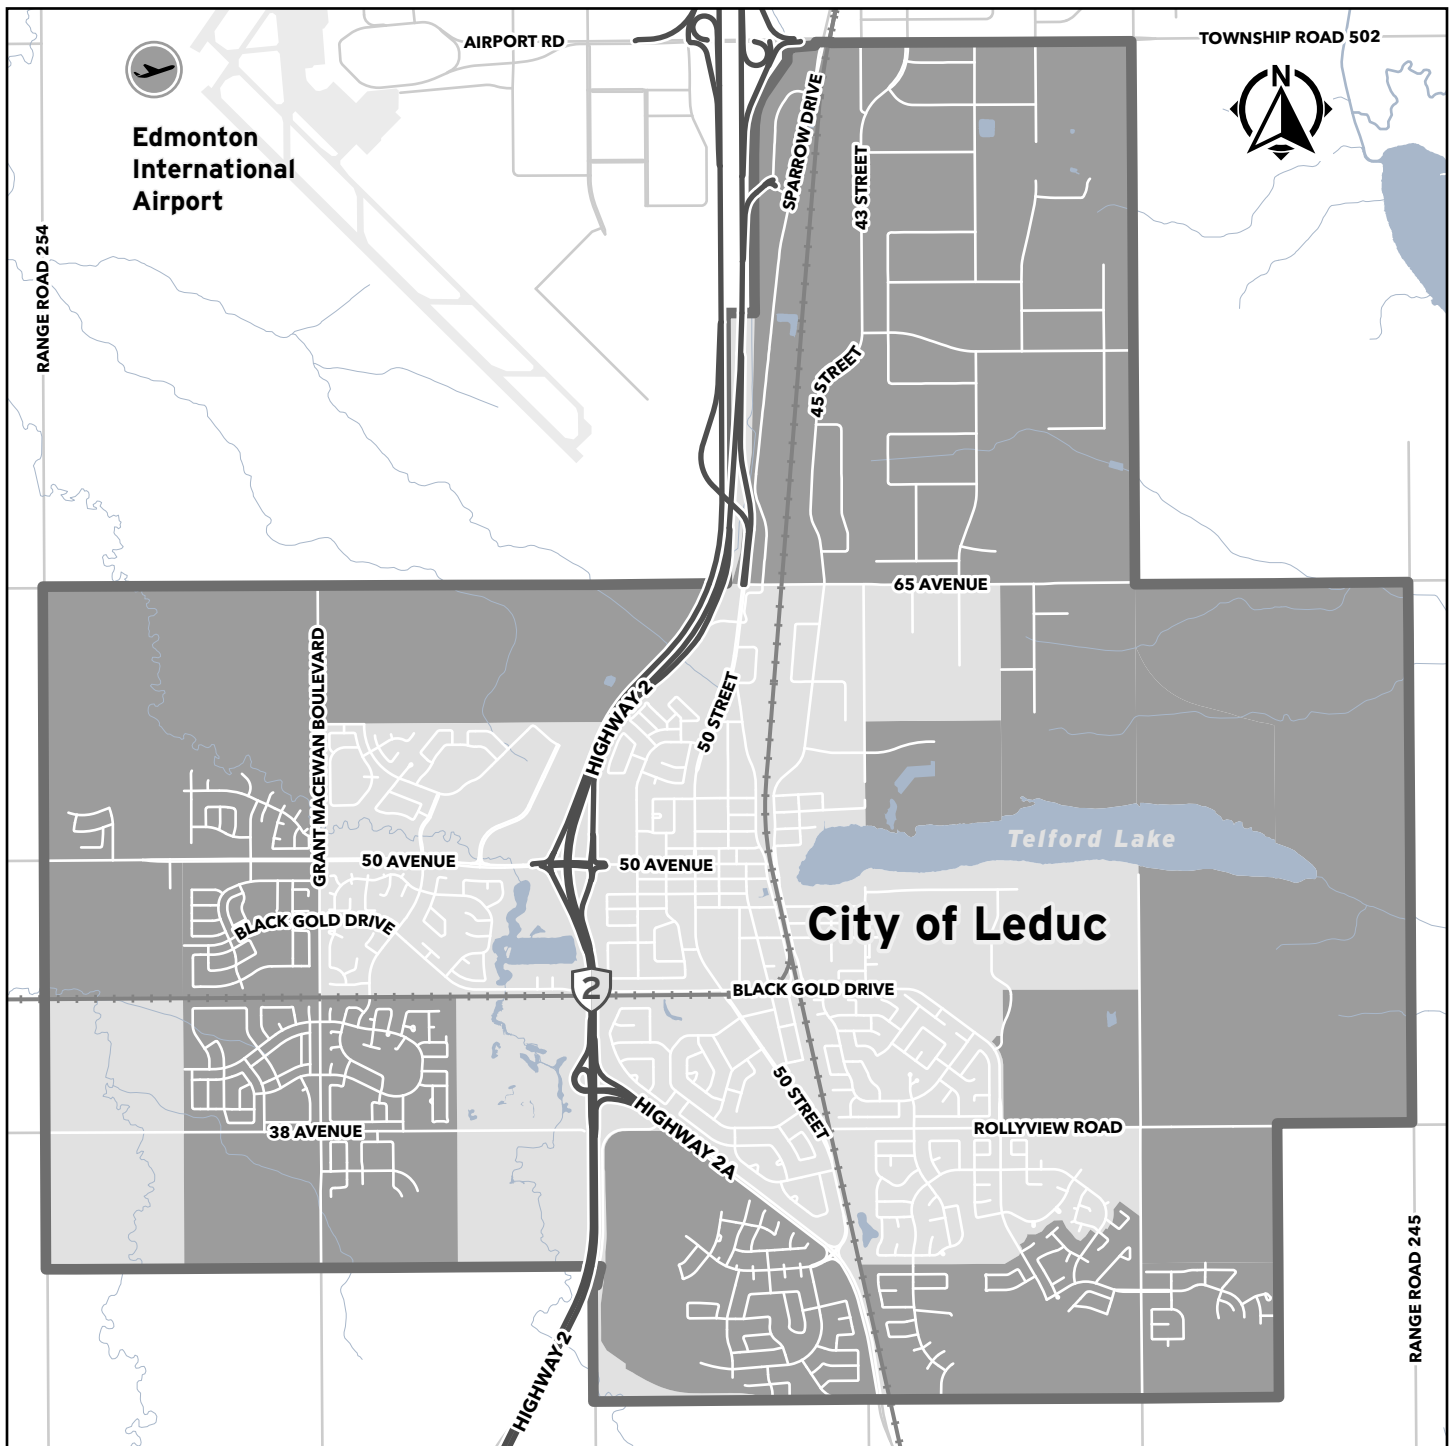 AIRPORT RD
TOWNSHIP ROAD 502
N
Edmonton
International
Airport
SPARROW DRIVE
43 STREET
RANGE ROAD 254
45 STREET
65 AVENUE
GRANT MACEWAN BOULEVARD
HIGHWAY 2
50 STREET
Telford Lake
50 AVENUE
50 AVENUE
BLACK GOLD DRIVE
City of Leduc
2
BLACK GOLD DRIVE
50 STREET
HIGHWAY 2A
38 AVENUE
ROLLYVIEW ROAD
RANGE ROAD 245
HIGHWAY 2